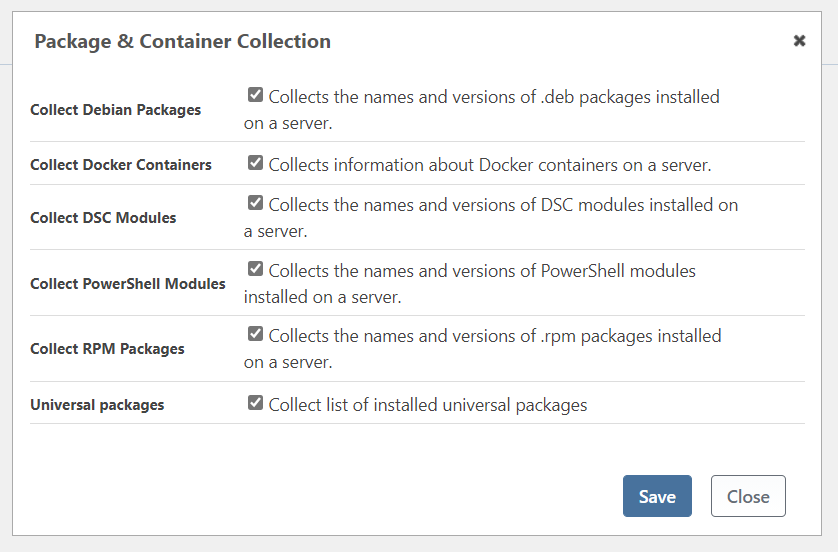 Package & Container Collection
Collect Debian Packages
Collects the names and versions of .deb packages installed
on a server.
Collect Docker Containers
Collects information about Docker containers on a server.
Collect DSC Modules
Collects the names and versions of DSC modules installed on
a server.
Collect PowerShell Modules
Collects the names and versions of PowerShell modules
installed on a server.
Collect RPM Packages
Collects the names and versions of .rpm packages installed
on a server.
Universal packages
Collect list of installed universal packages
Save
Close